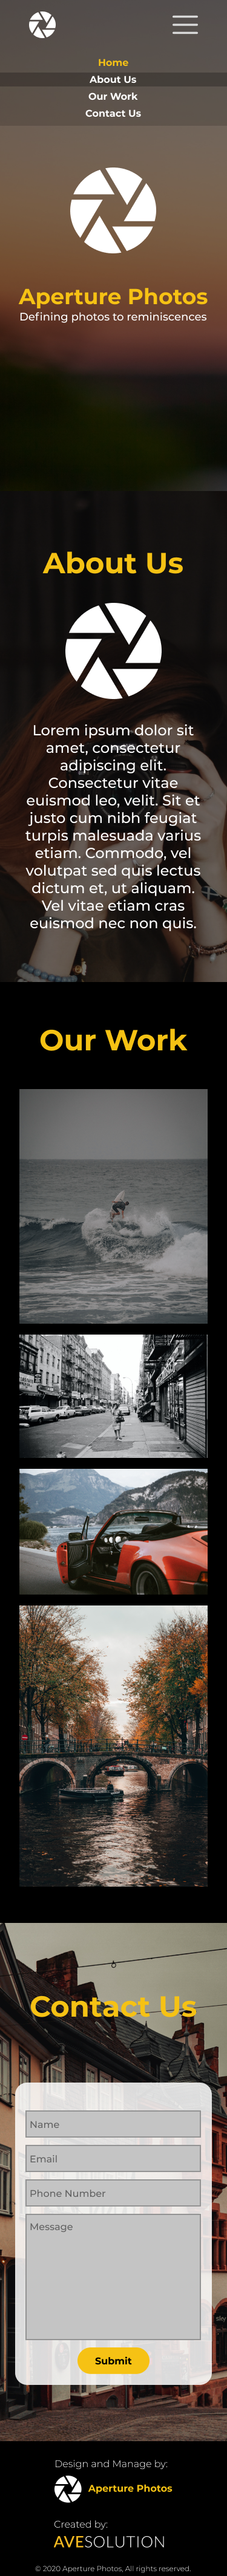 Home
About Us
Our Work
Contact Us
Aperture Photos
Defining photos to reminiscences
About Us
Lorem ipsum dolor sit
amet, consectetur
adipiscing elit.
Consectetur vitae
euismod leo, velit. Sit et
justo cum nibh feugiat
turpis malesuada varius
etiam. Commodo, vel
volutpat sed quis lectus
dictum et, ut aliquam.
Vel vitae etiam cras
euismod nec non quis.
Our Work
Contact Us
Name
Email
Phone Number
Message
sky
Submit
Design and Manage by:
Aperture Photos
Created by:
AVESOLUTION
© 2020 Aperture Photos, All rights reserved.